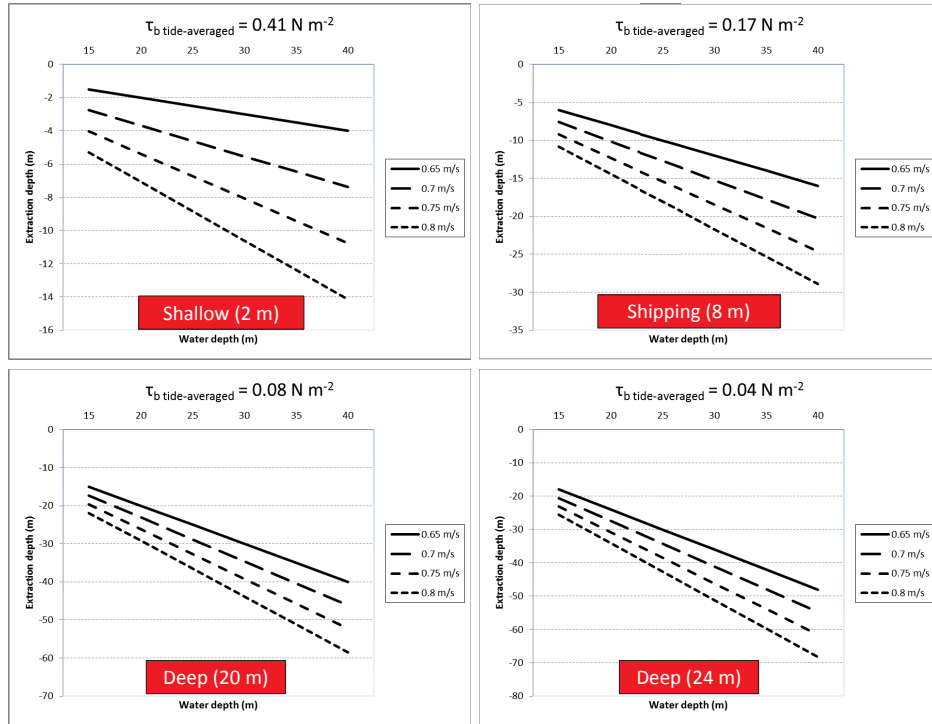 τb tide-averaged = 0.41 N m-2
15 20 25 30 35 40
0
-2
-4
-6
-8
-10
-12
-14
-16
Extraction depth (m)
0.65 m/s
0.7 m/s
0.75 m/s
0.8 m/s
Shallow (2 m)
Water depth (m)
τb tide-averaged = 0.17 N m-2
15 20 25 30 35 40
0
-5
-10
-15
-20
-25
-30
-35
Extraction depth (m)
0.65 m/s
0.7 m/s
0.75 m/s
0.8 m/s
Shipping (8 m)
Water depth (m)
τb tide-averaged = 0.08 N m-2
15 20 25 30 35 40
0
-10
-20
-30
-40
-50
-60
-70
Extraction depth (m)
0.65 m/s
0.7 m/s
0.75 m/s
0.8 m/s
Deep (20 m)
Water depth (m)
τb tide-averaged = 0.04 N m-2
15 20 25 30 35 40
0
-10
-20
-30
-40
-50
-60
-70
-80
Extraction depth (m)
0.65 m/s
0.7 m/s
0.75 m/s
0.8 m/s
Deep (24 m)
Water depth (m)